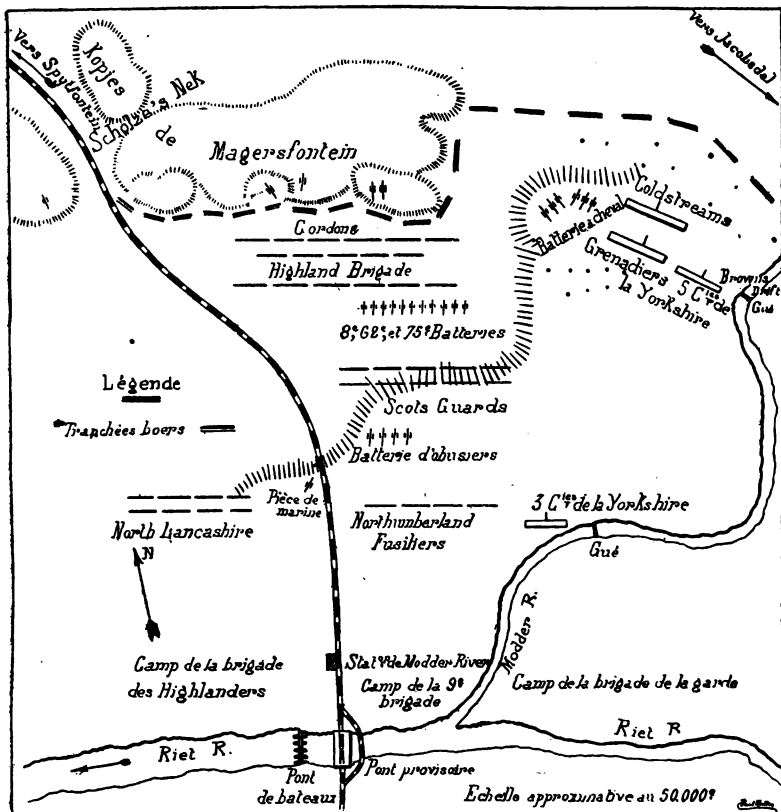 Vers Spytfontein
Kopjes
Scholze's Nek
de
Magersfontein
Vers Jacobsdal
Gordons
Highland Brigade
8e, 62e, et 75e Batteries
Batterie à cheval
Coldstreams
Grenadiers
5 Cies de
la Yorkshire
Browns
Drift
Gué
Légende
Tranchées boers
Scots Guards
Batterie d'obusiers
Pièce de
marine
North Lancashire
Northumberland
Fusiliers
3 Cies de la Yorkshire
Gué
N
Modder R.
Camp de la brigade
des Highlanders
Station de Modder River
Camp de la 9e
brigade
Camp de la brigade de la garde
Riet R.
Riet R
Pont
de bateaux
Pont provisoire
Echelle approximative au 50.000e